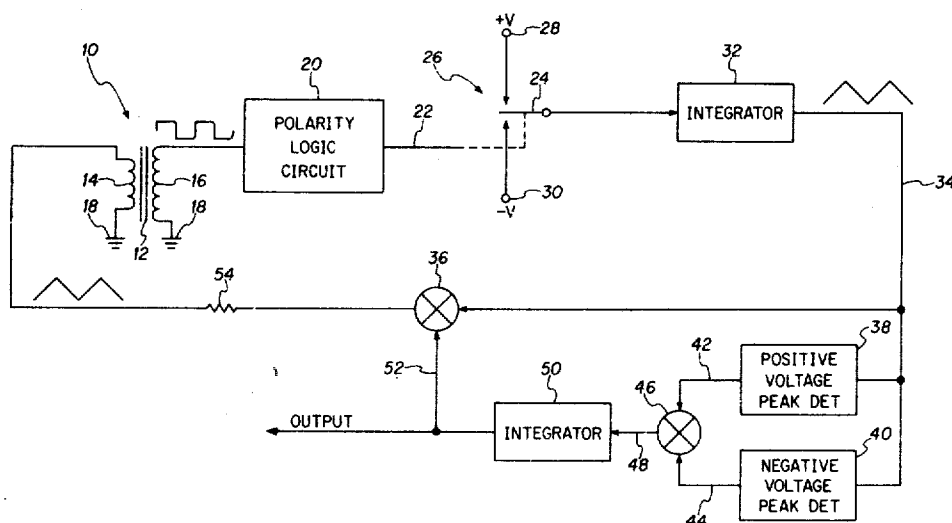 +V
28
10
20
26
24
32
POLARITY
LOGIC
CIRCUIT
22
INTEGRATOR
14
16
30
-V
34
18
18
12
36
54
38
42
POSITIVE
VOLTAGE
PEAK DET
52
50
46
OUTPUT
INTEGRATOR
40
48
NEGATIVE
VOLTAGE
PEAK DET
44